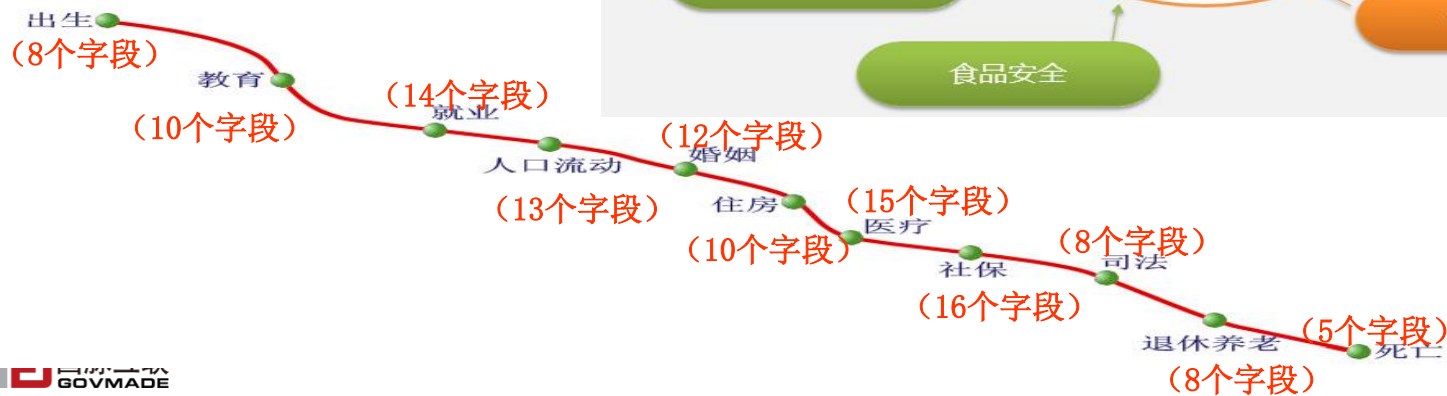 出生
（8个字段）
教育
（10个字段）
（14个字段）
就业
人口流动
（13个字段）
（12个字段）
婚姻
住房
（10个字段）
（15个字段）
医疗
社保
（16个字段）
（8个字段）
司法
退休养老
（8个字段）
（5个字段）
死亡
食品安全
GOVMADE